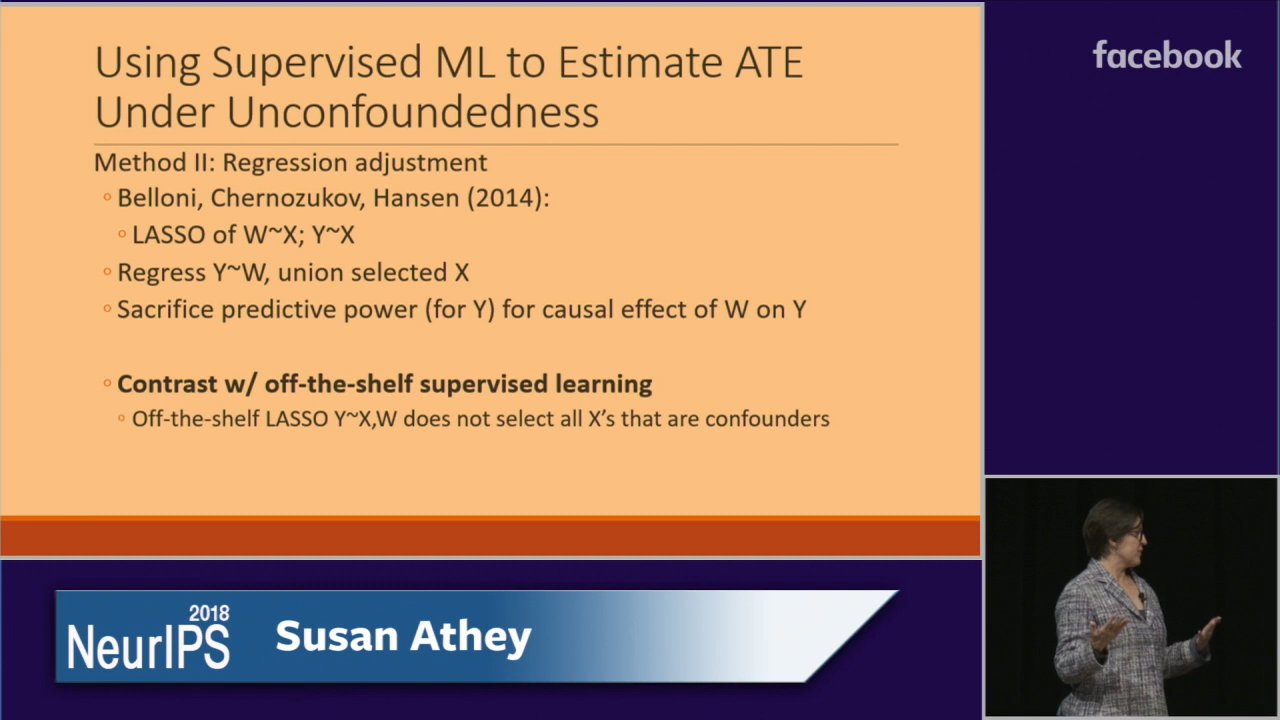 Using Supervised ML to Estimate ATE
Under Unconfoundedness
Method II: Regression adjustment
◦ Belloni, Chernozukov, Hansen (2014):
◦ LASSO of W~X; Y~X
◦ Regress Y~W, union selected X
◦ Sacrifice predictive power (for Y) for causal effect of W on Y
◦ Contrast w/ off-the-shelf supervised learning
◦ Off-the-shelf LASSO Y~X,W does not select all X's that are confounders
facebook
2018
NeurIPS
Susan Athey